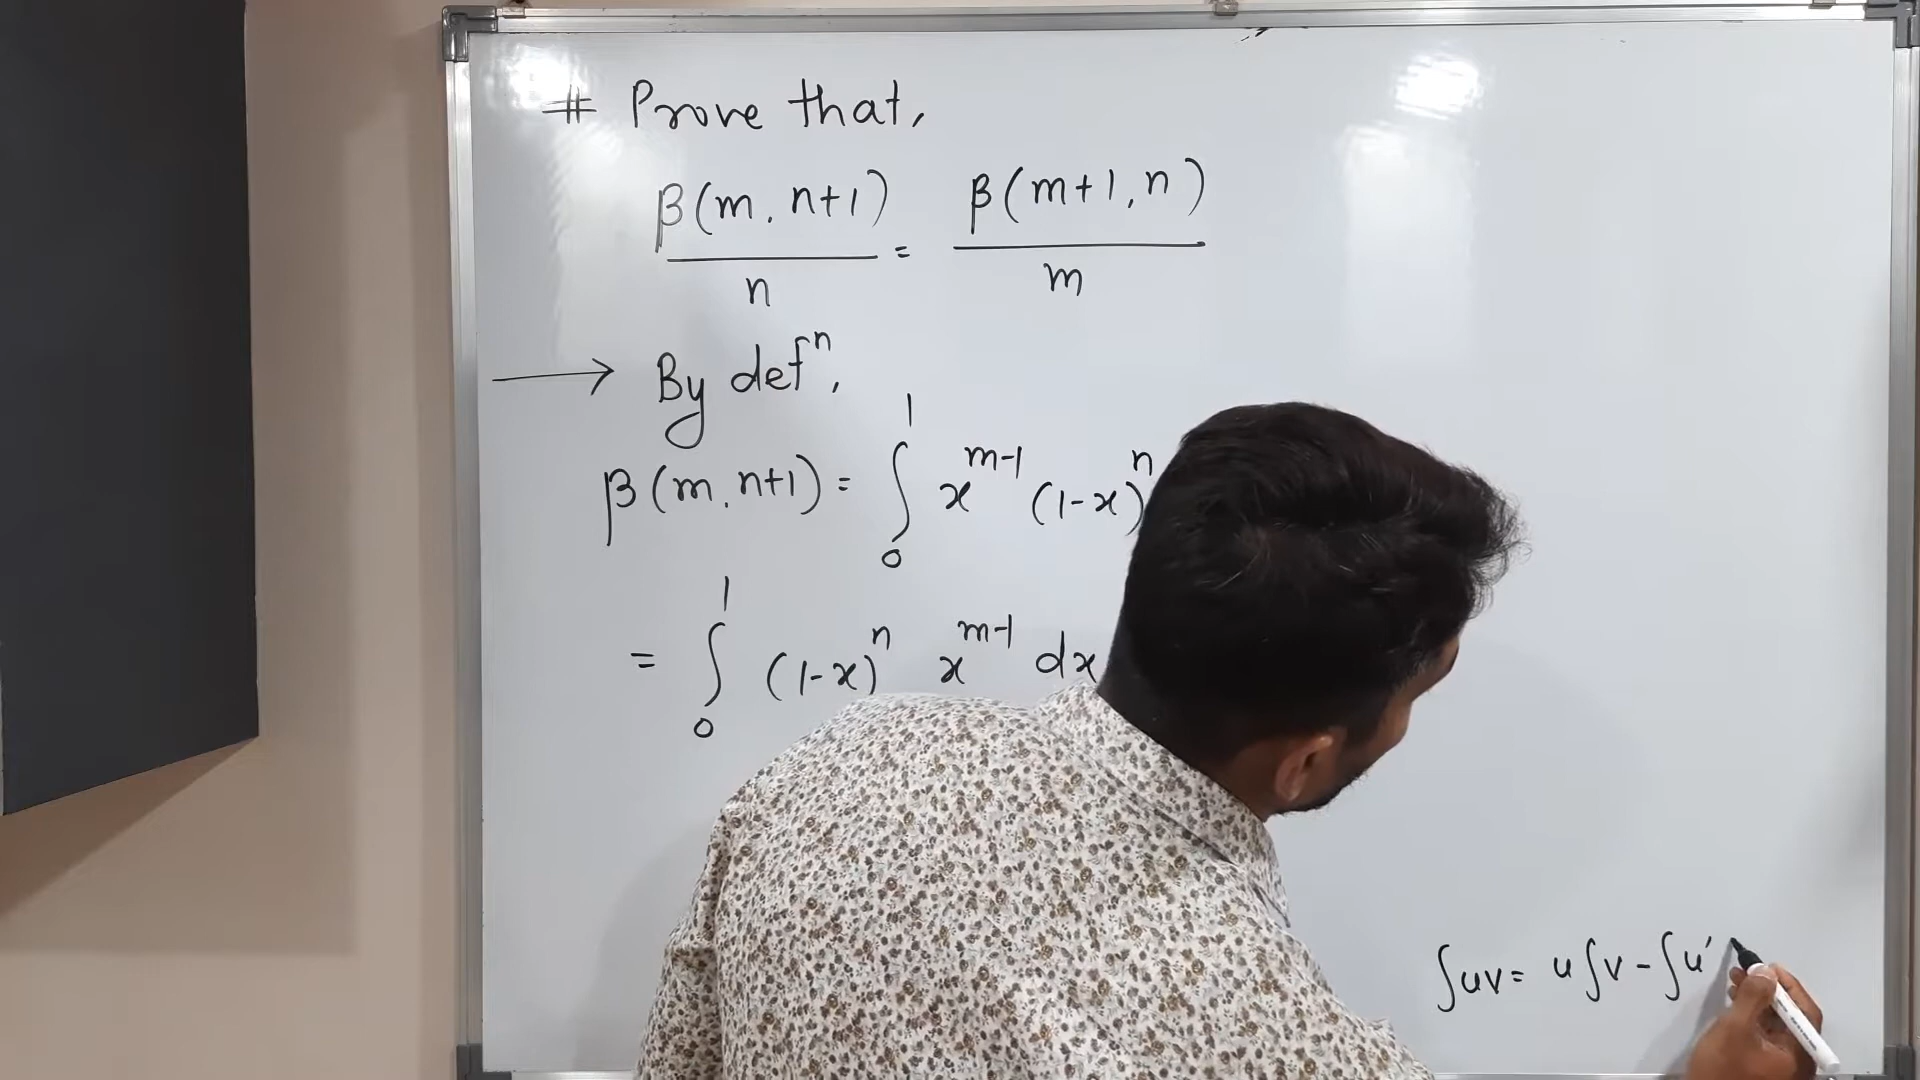 # Prove that,
β(m, n+1) / n = β(m+1, n) / m
→ By defⁿ,
β(m, n+1) = ∫₀¹ x^(m-1) (1-x)^n
= ∫₀¹ (1-x)^n x^(m-1) dx
∫uv = u∫v - ∫u'